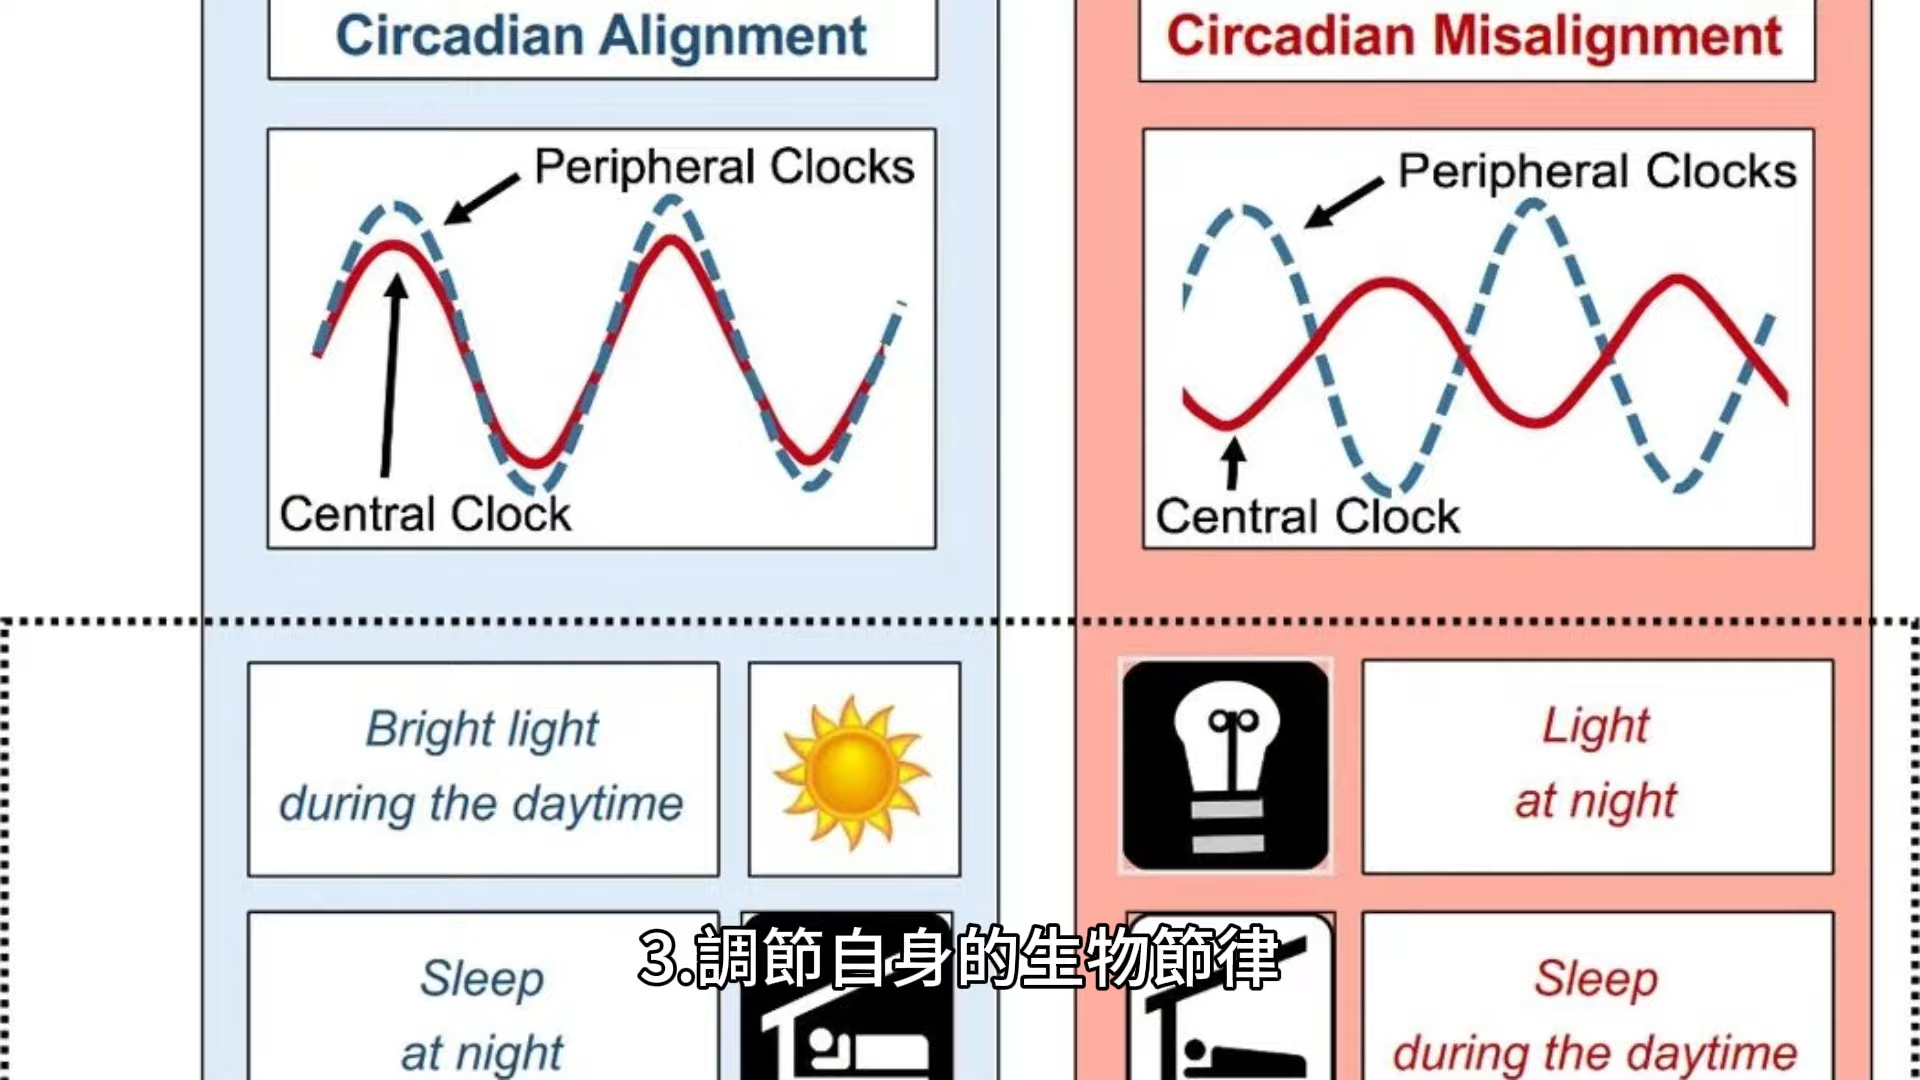 Circadian Alignment
Circadian Misalignment
Peripheral Clocks
Central Clock
Peripheral Clocks
Central Clock
Bright light
during the daytime
Light
at night
Sleep
at night
Sleep
during the daytime
3.調節自身的生物節律